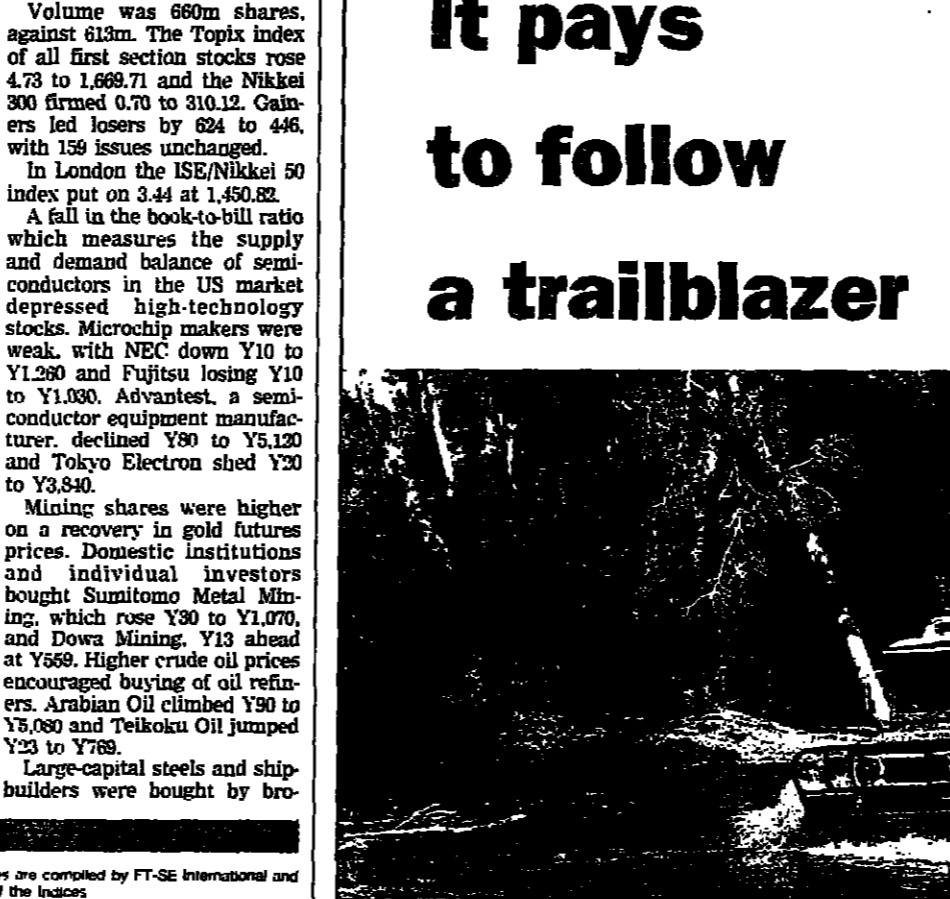 Volume was 660m shares,
against 613m. The Topix index
of all first section stocks rose
4.73 to 1,669.71 and the Nikkei
300 firmed 0.70 to 310.12. Gain-
ers led losers by 624 to 446,
with 159 issues unchanged.
In London the ISE/Nikkei 50
index put on 3.44 at 1,450.82.
A fall in the book-to-bill ratio
which measures the supply
and demand balance of semi-
conductors in the US market
depressed high-technology
stocks. Microchip makers were
weak, with NEC down Y10 to
Y1,260 and Fujitsu losing Y10
to Y1,030. Advantest, a semi-
conductor equipment manufac-
turer, declined Y80 to Y5,120
and Tokyo Electron shed Y20
to Y3,840.
Mining shares were higher
on a recovery in gold futures
prices. Domestic institutions
and individual investors
bought Sumitomo Metal Min-
ing, which rose Y30 to Y1,070,
and Dowa Mining, Y13 ahead
at Y559. Higher crude oil prices
encouraged buying of oil refin-
ers. Arabian Oil climbed Y90 to
Y5,080 and Teikoku Oil jumped
Y23 to Y769.
Large-capital steels and ship-
builders were bought by bro-
are compiled by FT-SE International and
the Indices
It pays
to follow
a trailblazer